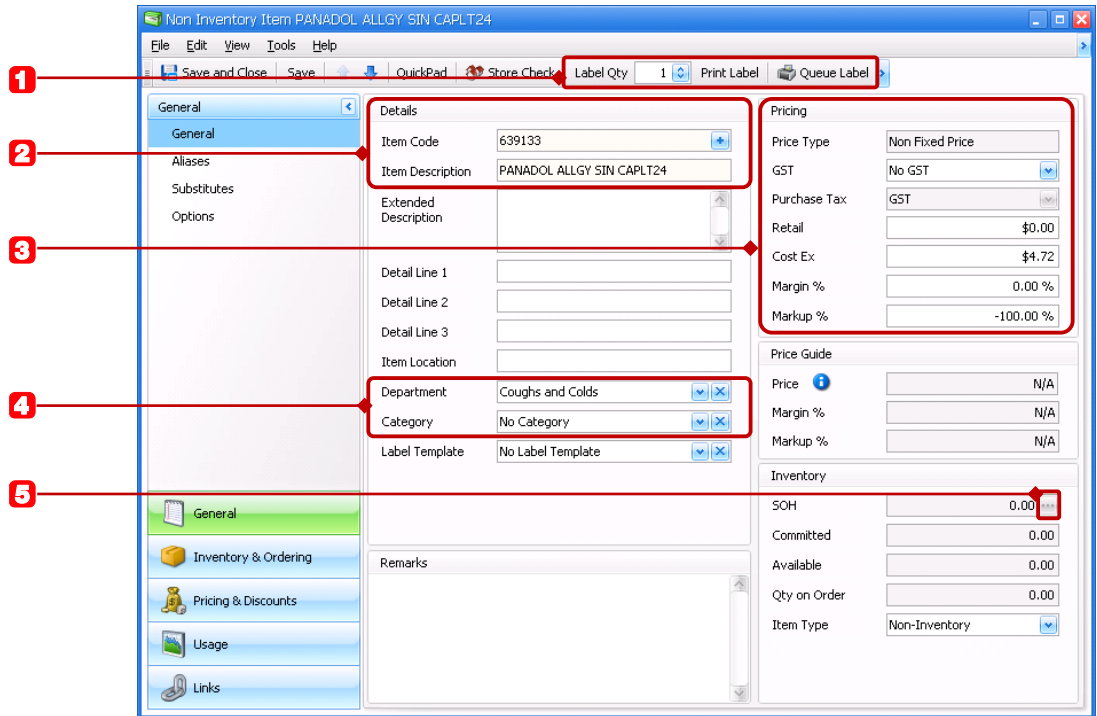 Non Inventory Item PANADOL ALLGY SIN CAPLT24
File Edit View Tools Help
1
Save and Close Save QuickPad Store Check Label Qty 1 Print Label Queue Label
General
General
Aliases
Substitutes
Options
2
3
4
5
Details
Item Code 639133
Item Description PANADOL ALLGY SIN CAPLT24
Extended
Description
Detail Line 1
Detail Line 2
Detail Line 3
Item Location
Department Coughs and Colds
Category No Category
Label Template No Label Template
Remarks
Pricing
Price Type Non Fixed Price
GST No GST
Purchase Tax GST
Retail $0.00
Cost Ex $4.72
Margin % 0.00 %
Markup % -100.00 %
Price Guide
Price N/A
Margin % N/A
Markup % N/A
Inventory
SOH 0.00 ...
Committed 0.00
Available 0.00
Qty on Order 0.00
Item Type Non-Inventory
General
Inventory & Ordering
Pricing & Discounts
Usage
Links